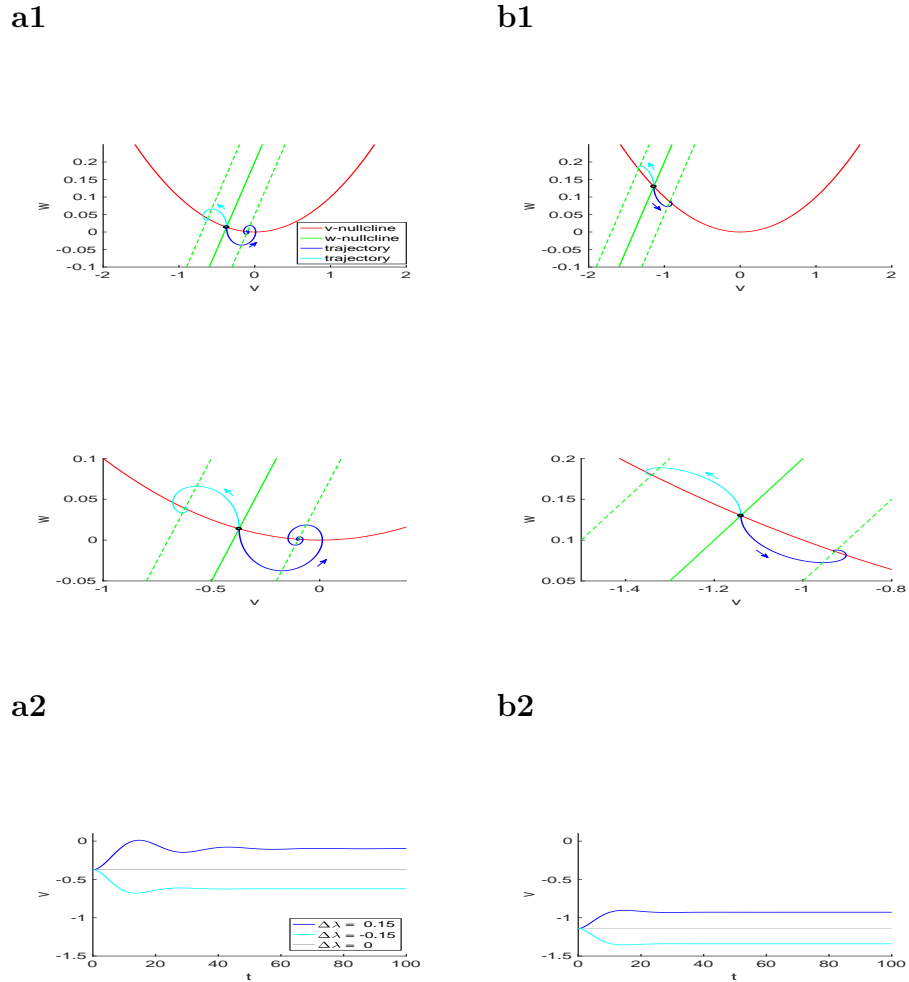 a1
b1
0.2
0.15
0.1
0.05
0
-0.05
-0.1
w
-2
-1
0
1
2
v
v-nullcline
w-nullcline
trajectory
trajectory
0.2
0.15
0.1
0.05
0
-0.05
-0.1
w
-2
-1
0
1
2
v
0.1
0.05
0
-0.05
w
-1
-0.5
0
v
0.2
0.15
0.1
0.05
w
-1.4
-1.2
-1
-0.8
v
a2
b2
0
-0.5
-1
-1.5
v
0
20
40
60
80
100
t
Δλ = 0.15
Δλ = -0.15
Δλ = 0
0
-0.5
-1
-1.5
v
0
20
40
60
80
100
t